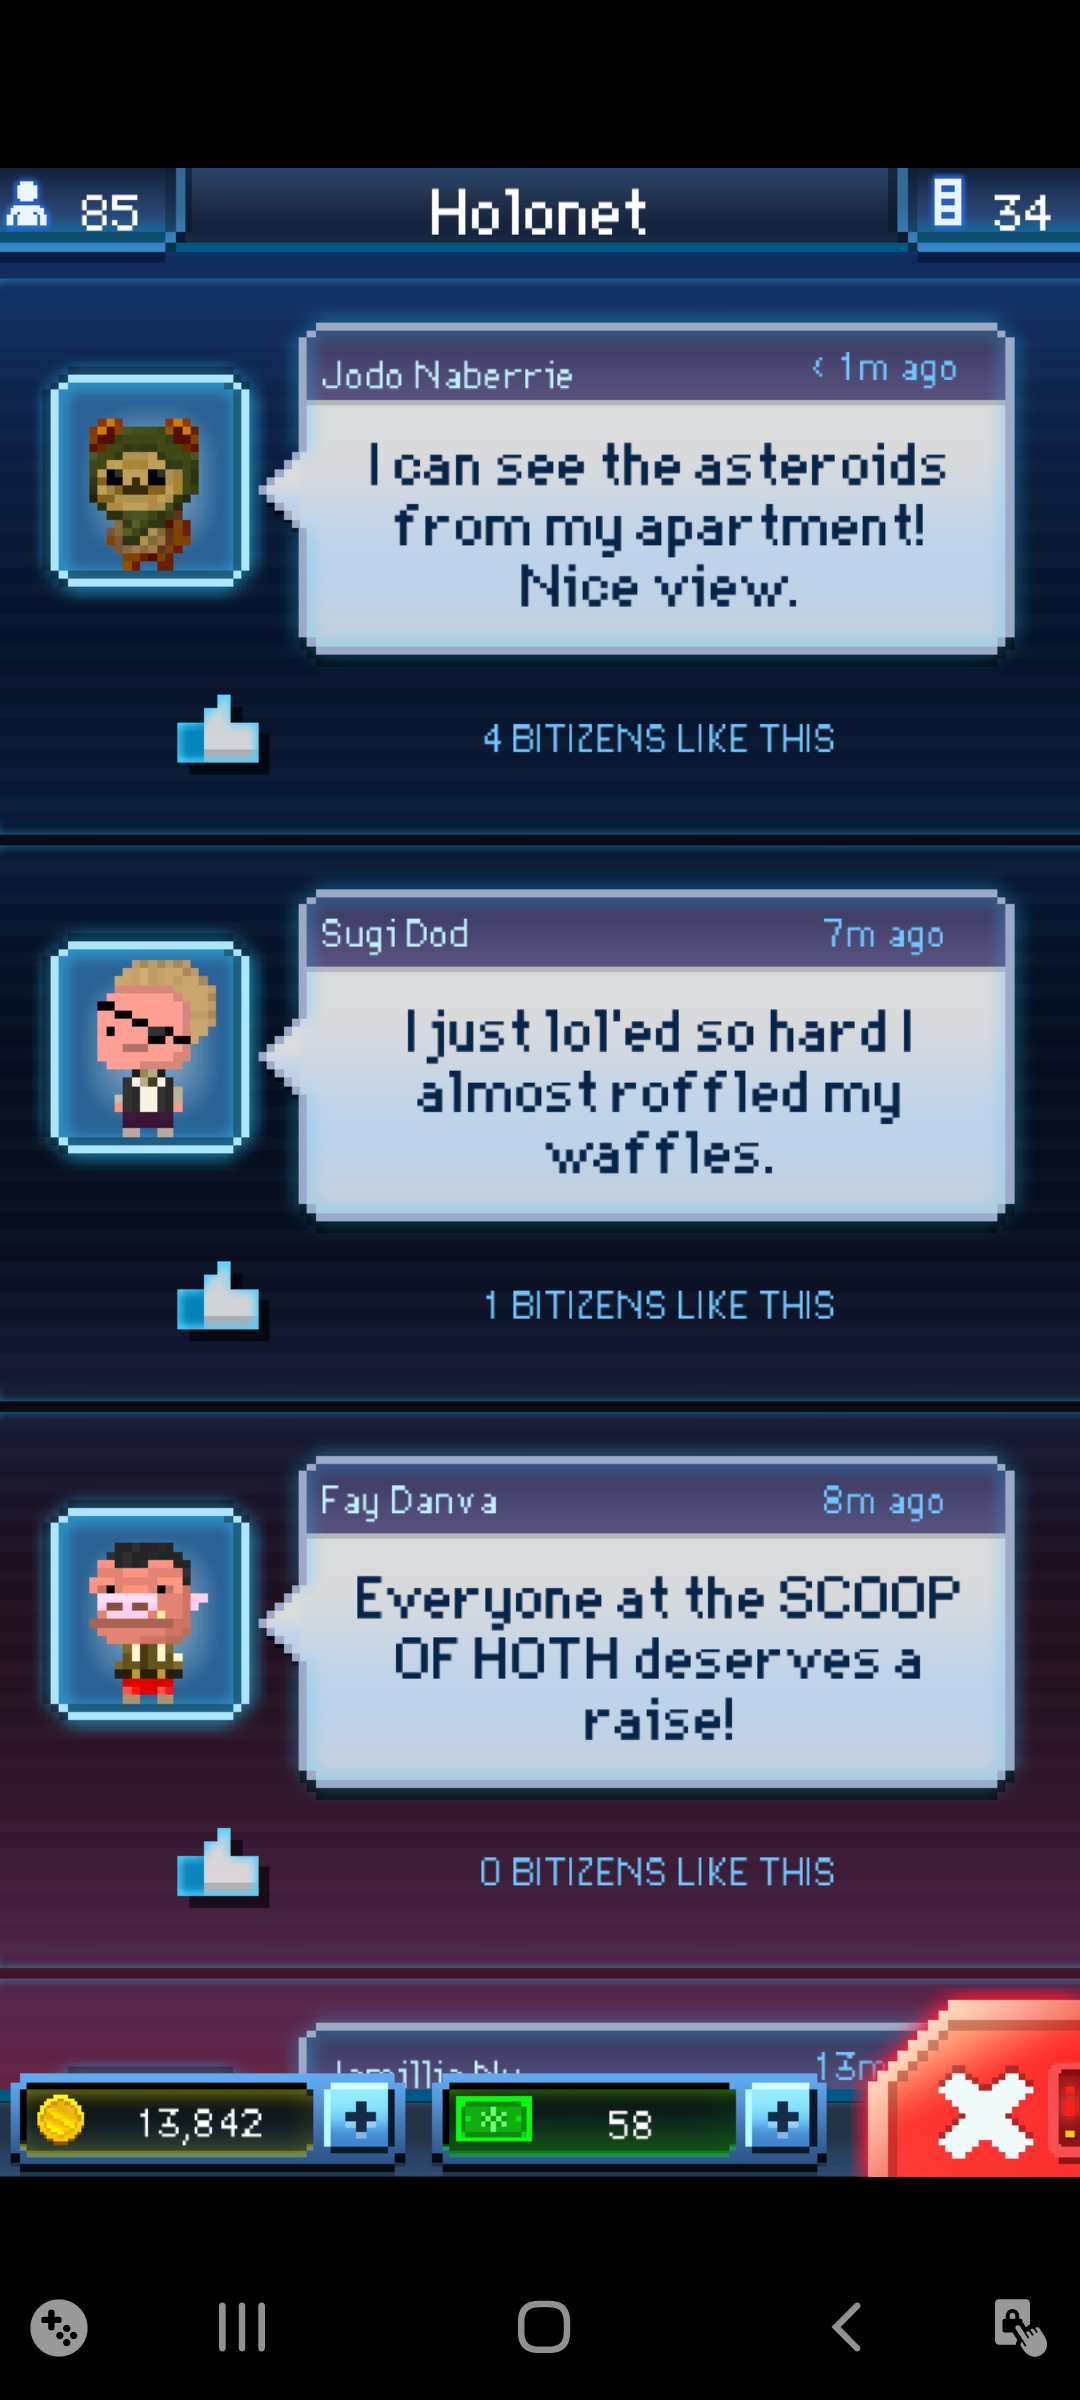 85 Holonet 34
Jodo Naberrie < 1m ago
I can see the asteroids
from my apartment!
Nice view.
4 BITIZENS LIKE THIS
Sugi Dod 7m ago
I just lol'ed so hard I
almost roffled my
waffles.
1 BITIZENS LIKE THIS
Fay Danva 8m ago
Everyone at the SCOOP
OF HOTH deserves a
raise!
0 BITIZENS LIKE THIS
13m
13,842 58